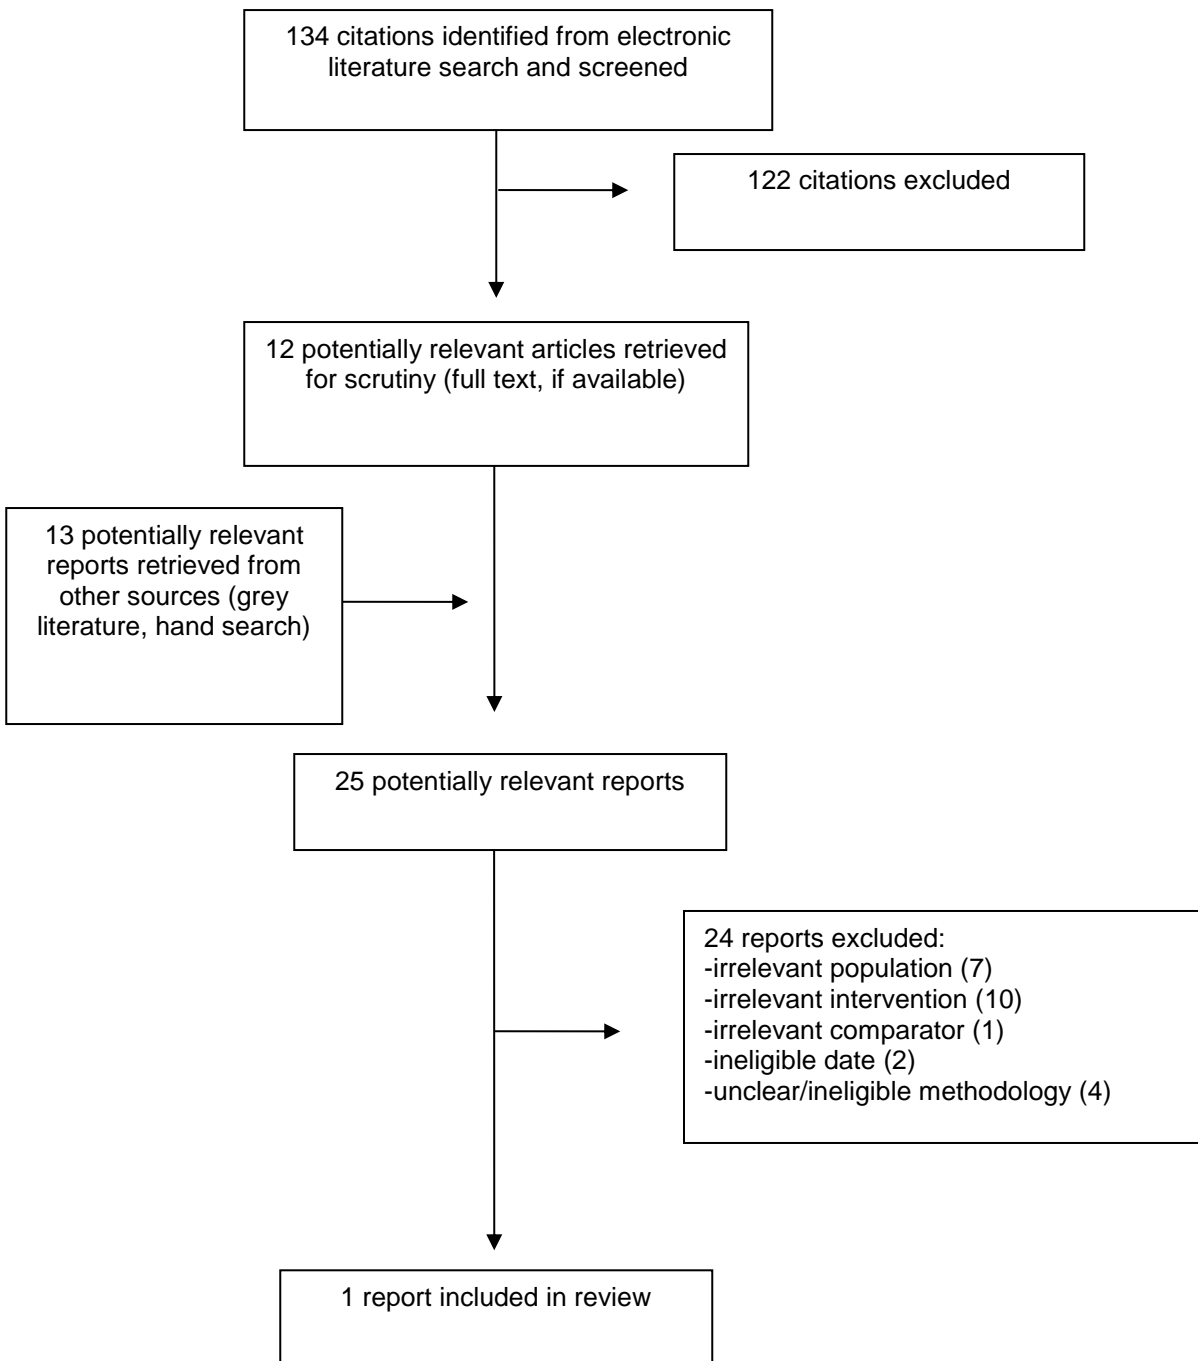 134 citations identified from electronic
literature search and screened
122 citations excluded
12 potentially relevant articles retrieved
for scrutiny (full text, if available)
13 potentially relevant
reports retrieved from
other sources (grey
literature, hand search)
25 potentially relevant reports
24 reports excluded:
-irrelevant population (7)
-irrelevant intervention (10)
-irrelevant comparator (1)
-ineligible date (2)
-unclear/ineligible methodology (4)
1 report included in review